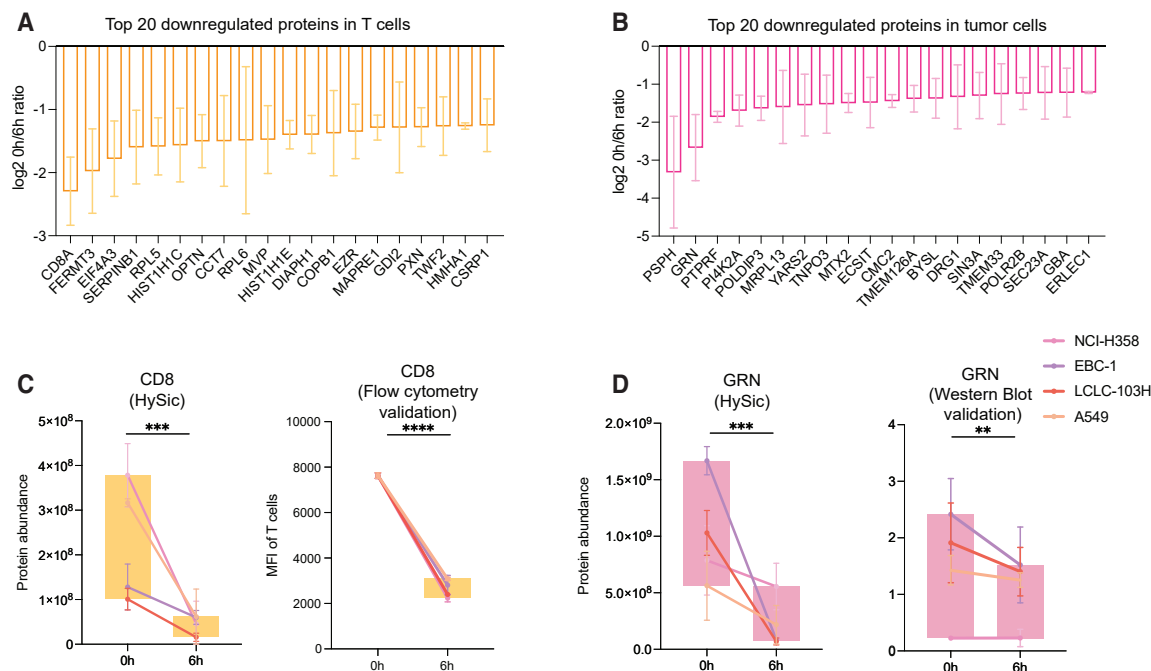 A
Top 20 downregulated proteins in T cells
0
-1
-2
-3
log2 0h/6h ratio
CD8A
FERMT3
EIF4A3
SERPINB1
RPL5
HIST1H1C
OPTN
CCT7
RPL6
MVP
HIST1H1E
DIAPH1
COPB1
EZR
MAPRE1
GDI2
PXN
TWF2
HMHA1
CSRP1
B
Top 20 downregulated proteins in tumor cells
0
-1
-2
-3
-4
-5
log2 0h/6h ratio
PSPH
GRN
PTPRF
PI4K2A
POLDIP3
MRPL13
YARS2
TNPO3
MTX2
ECSIT
CMC2
TMEM126A
BYSL
DRG1
SIN3A
TMEM33
POLR2B
SEC23A
GBA
ERLEC1
C
CD8
(HySic)
***
5×10⁸
4×10⁸
3×10⁸
2×10⁸
1×10⁸
0
Protein abundance
0h 6h
CD8
(Flow cytometry
validation)
****
10000
8000
6000
4000
2000
0
MFI of T cells
0h 6h
D
GRN
(HySic)
***
2.0×10⁹
1.5×10⁹
1.0×10⁹
5.0×10⁸
0.0
Protein abundance
0h 6h
GRN
(Western Blot
validation)
**
4
3
2
1
0
Protein abundance
0h 6h
NCI-H358
EBC-1
LCLC-103H
A549